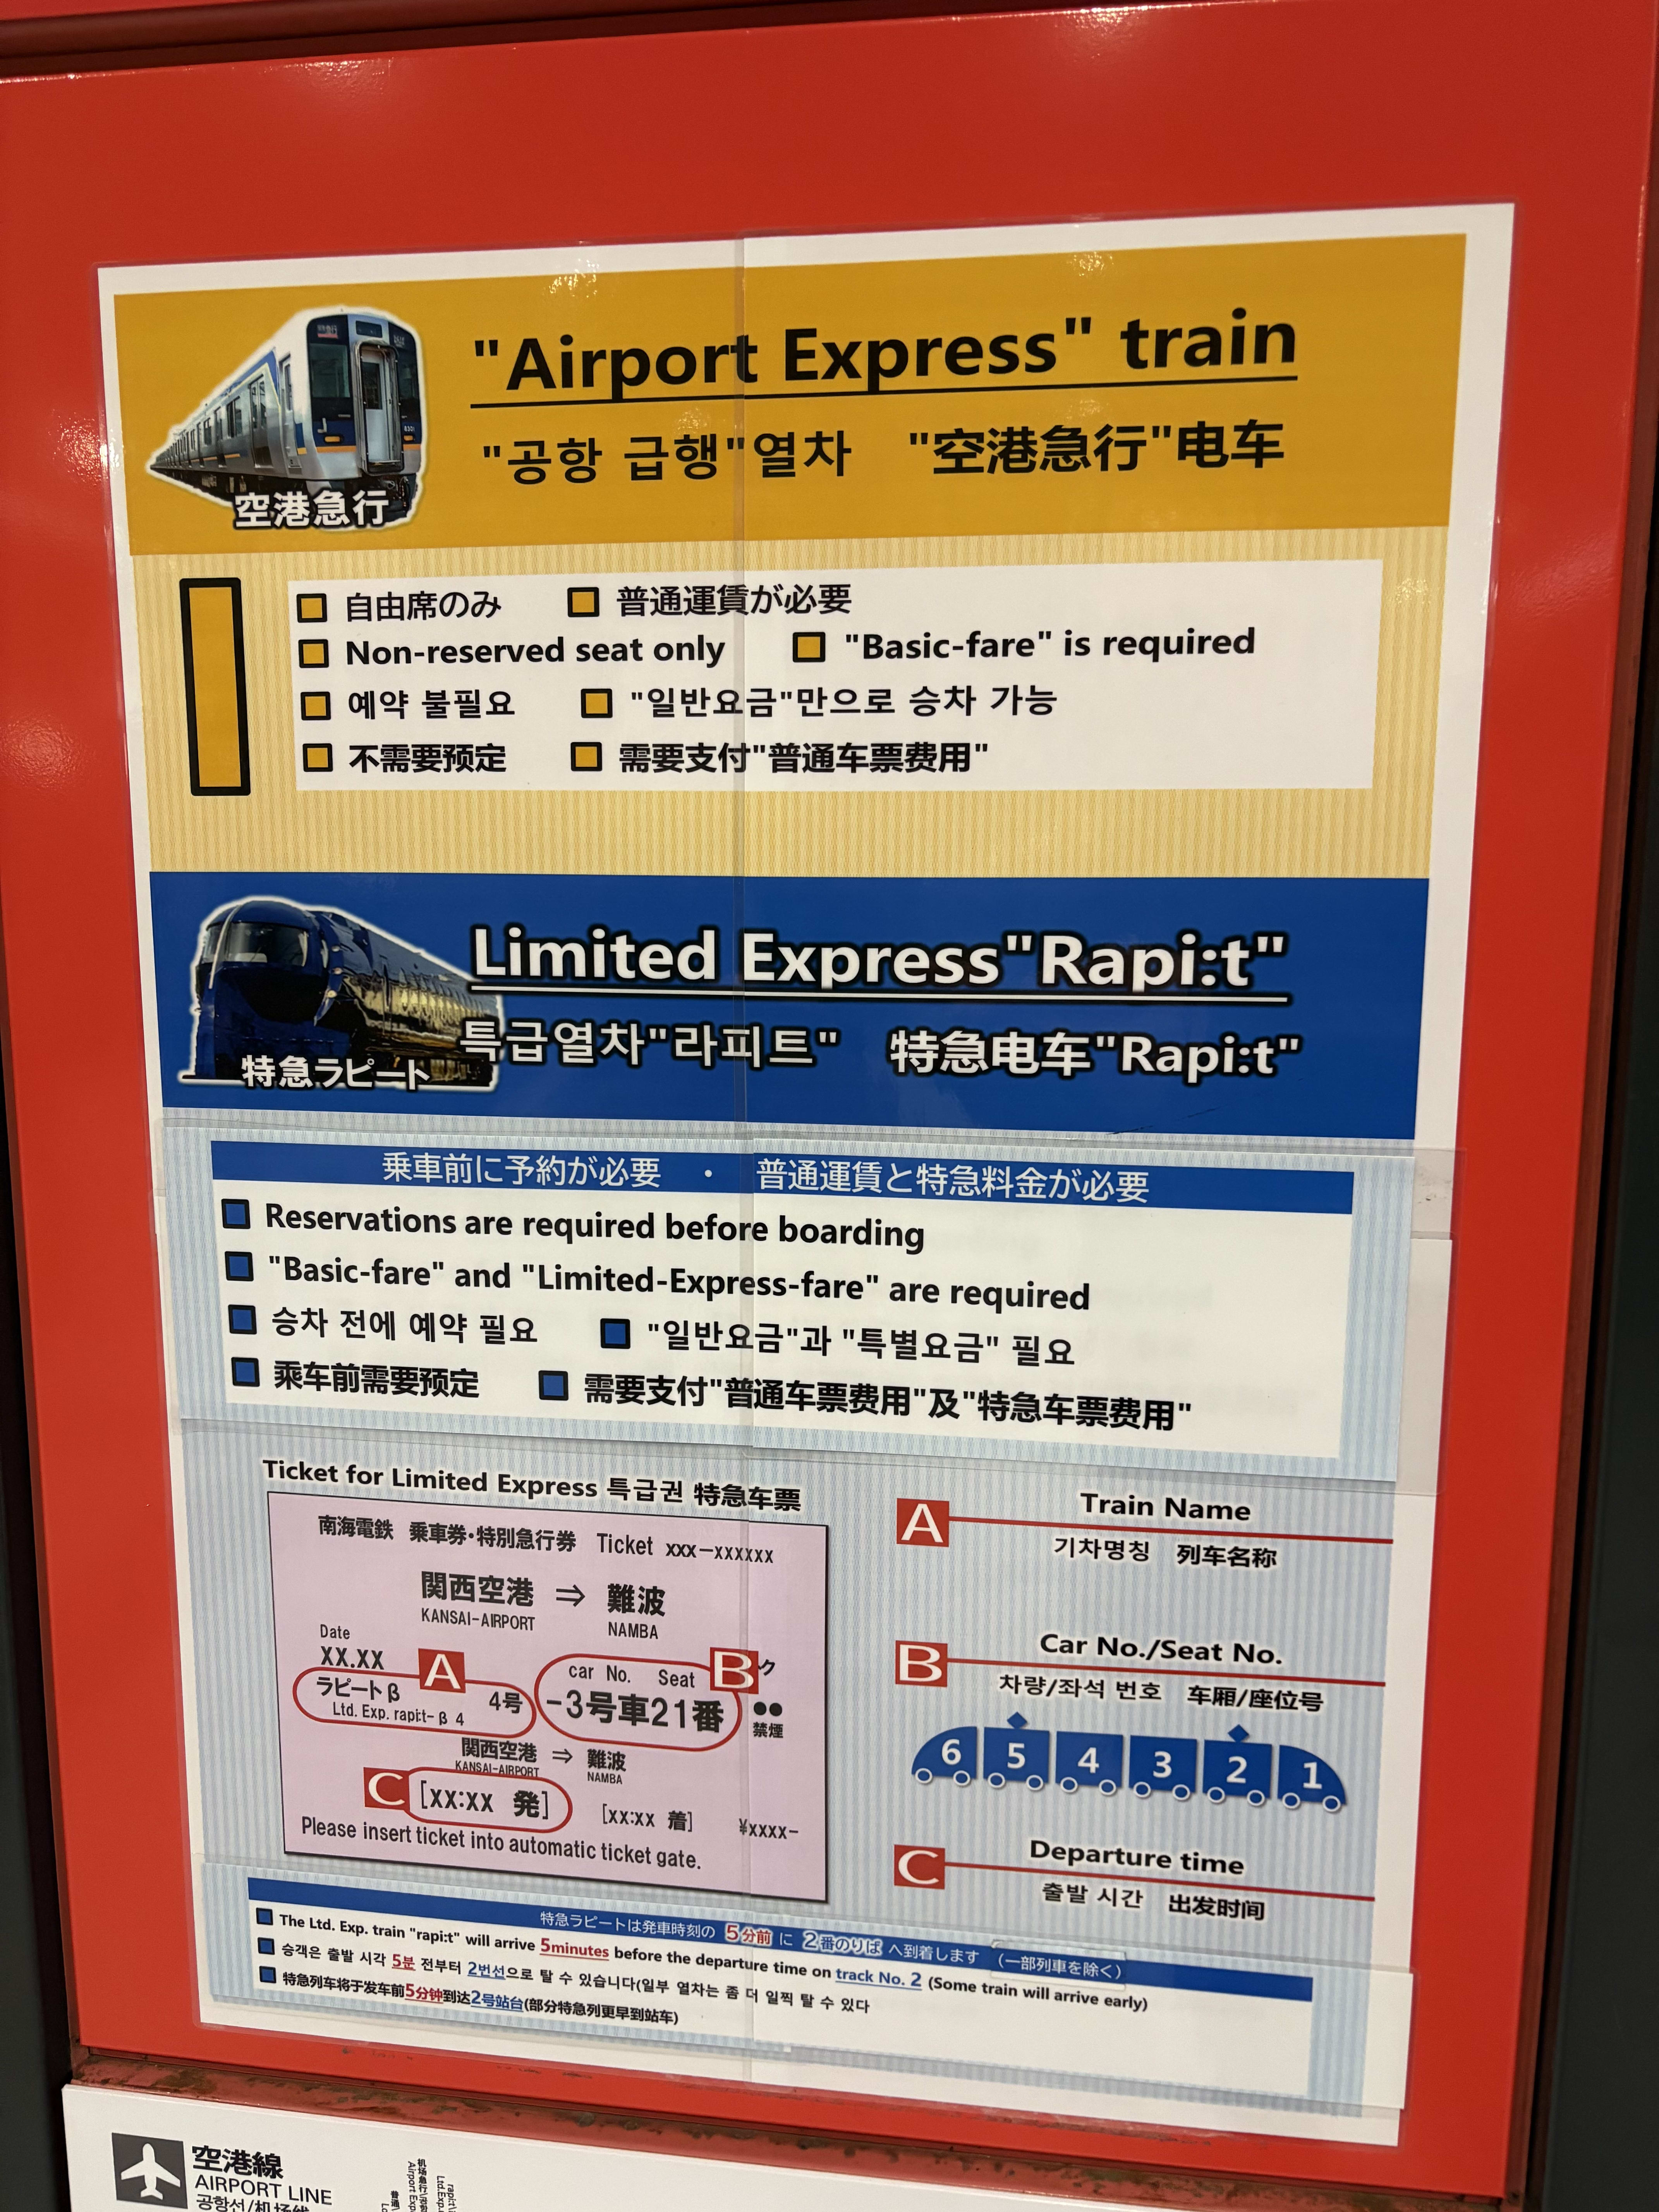 "Airport Express" train
"공항 급행"열차 "空港急行"电车
空港急行
自由席のみ 普通運賃が必要
Non-reserved seat only "Basic-fare" is required
예약 불필요 "일반요금"만으로 승차 가능
不需要预定 需要支付"普通车票费用"
Limited Express"Rapi:t"
특급열차"라피트" 特急电车"Rapi:t"
特急ラピート
乗車前に予約が必要 ・ 普通運賃と特急料金が必要
Reservations are required before boarding
"Basic-fare" and "Limited-Express-fare" are required
승차 전에 예약 필요 "일반요금"과 "특별요금" 필요
乘车前需要预定 需要支付"普通车票费用"及"特急车票费用"
Ticket for Limited Express 특급권 特急车票
南海電鉄 乗車券・特別急行券 Ticket xxx-xxxxxx
関西空港 ⇒ 難波
KANSAI-AIRPORT NAMBA
Date
XX.XX A car No. Seat B ク
ラピートβ 4号 -3号車21番
Ltd. Exp. rapi:t- β 4 禁煙
関西空港 ⇒ 難波
KANSAI-AIRPORT NAMBA
C [xx:xx 発] [xx:xx 着] ¥xxxx-
Please insert ticket into automatic ticket gate.
A Train Name
기차명칭 列车名称
B Car No./Seat No.
차량/좌석 번호 车厢/座位号
6 5 4 3 2 1
C Departure time
출발 시간 出发时间
特急ラピートは発車時刻の 5分前 に 2番のりば へ到着します (一部列車を除く)
The Ltd. Exp. train "rapi:t" will arrive 5minutes before the departure time on track No. 2 (Some train will arrive early)
승객은 출발 시각 5분 전부터 2번선으로 탈 수 있습니다(일부 열차는 좀 더 일찍 탈 수 있다
特急列车将于发车前5分钟到达2号站台(部分特急列更早到站车)
空港線
AIRPORT LINE
공항선/机场线